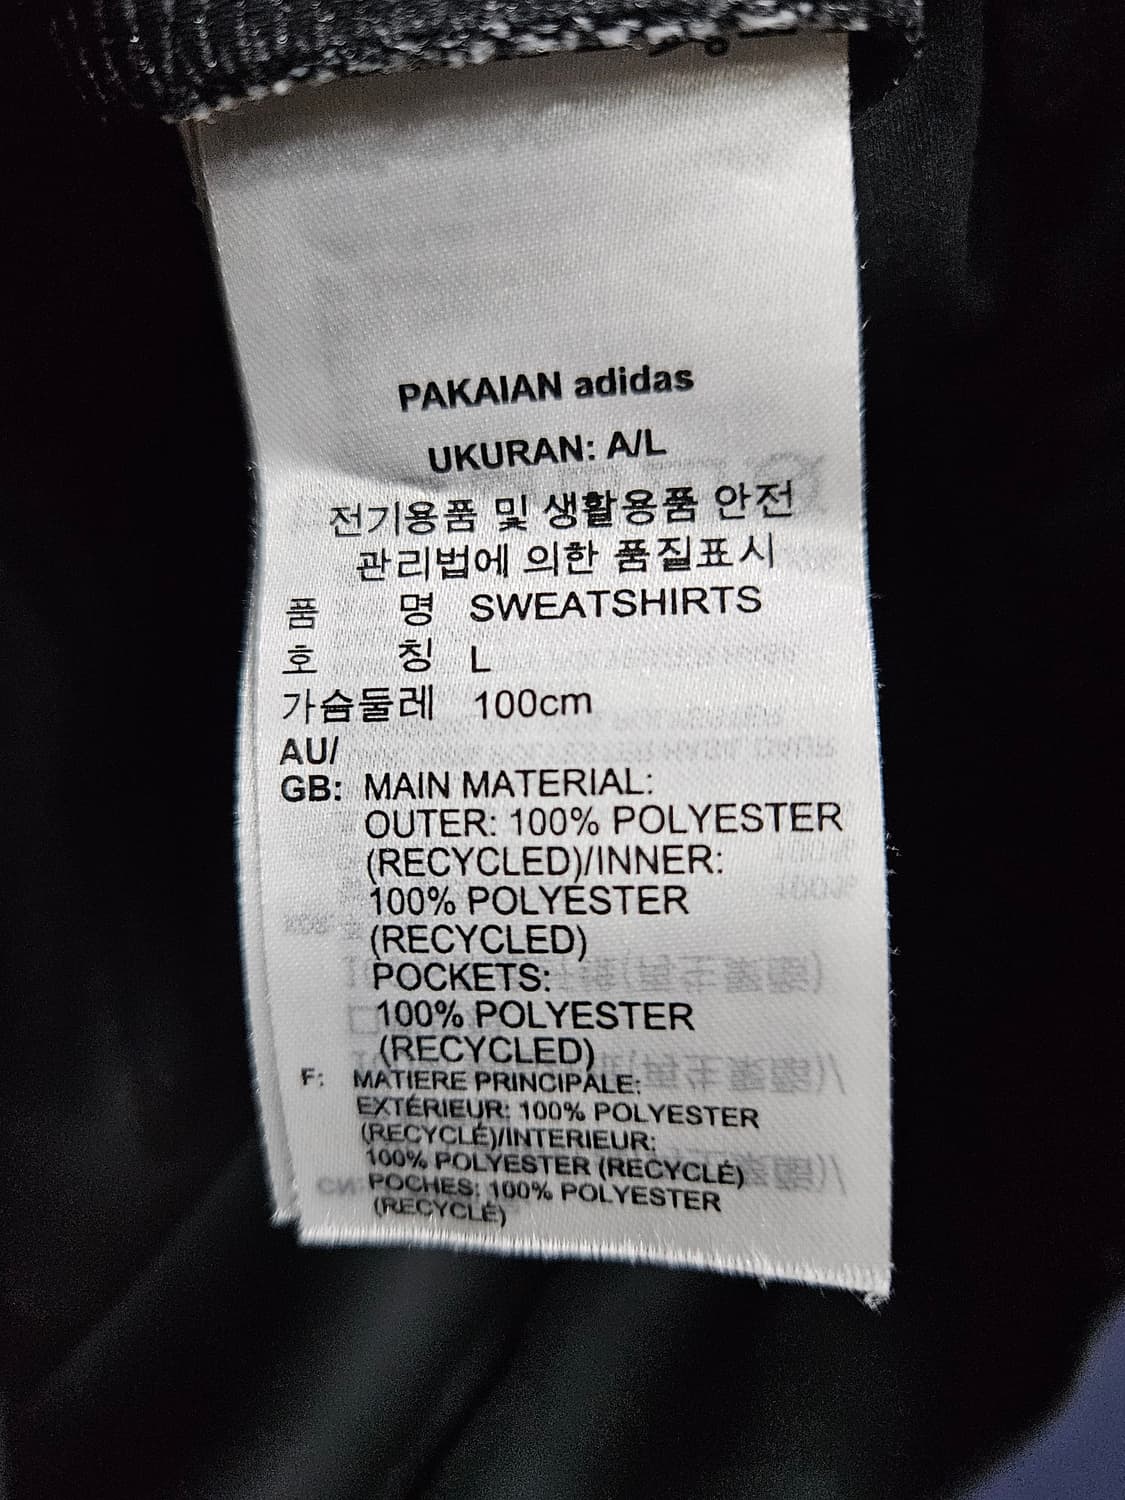 PAKAIAN adidas
UKURAN: A/L
전기용품 및 생활용품 안전
관리법에 의한 품질표시
품 명 SWEATSHIRTS
호 칭 L
가슴둘레 100cm
AU/
GB: MAIN MATERIAL:
OUTER: 100% POLYESTER
(RECYCLED)/INNER:
100% POLYESTER
(RECYCLED)
POCKETS:
100% POLYESTER
(RECYCLED)
F: MATIERE PRINCIPALE:
EXTÉRIEUR: 100% POLYESTER
(RECYCLÉ)/INTERIEUR:
100% POLYESTER (RECYCLÉ)
POCHES: 100% POLYESTER
(RECYCLÉ)